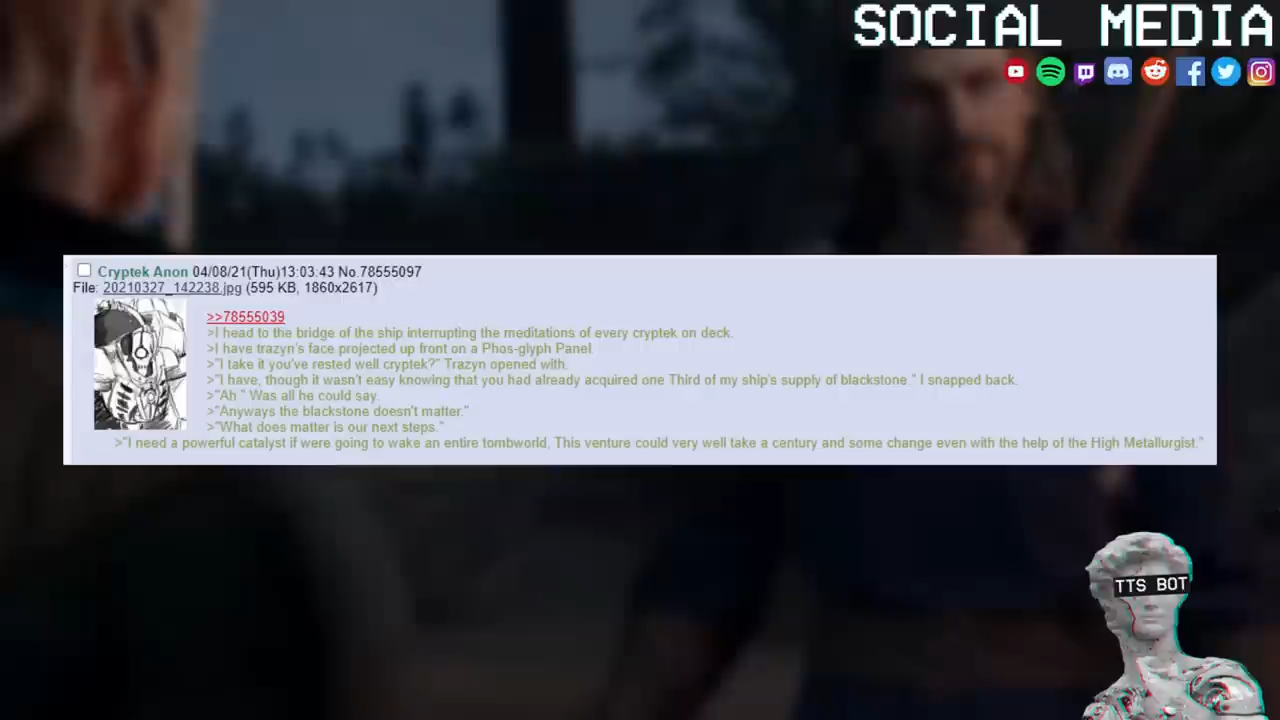 SOCIAL MEDIA
Cryptek Anon 04/08/21(Thu)13:03:43 No.78555097
File: 20210327_142238.jpg (595 KB, 1860x2617)
>>78555039
>I head to the bridge of the ship interrupting the meditations of every cryptek on deck.
>I have trazyn's face projected up front on a Phos-glyph Panel.
>"I take it you've rested well cryptek?" Trazyn opened with.
>"I have, though it wasn't easy knowing that you had already acquired one Third of my ship's supply of blackstone." I snapped back.
>"Ah." Was all he could say.
>"Anyways the blackstone doesn't matter."
>"What does matter is our next steps."
>"I need a powerful catalyst if were going to wake an entire tombworld, This venture could very well take a century and some change even with the help of the High Metallurgist."
TTS BOT